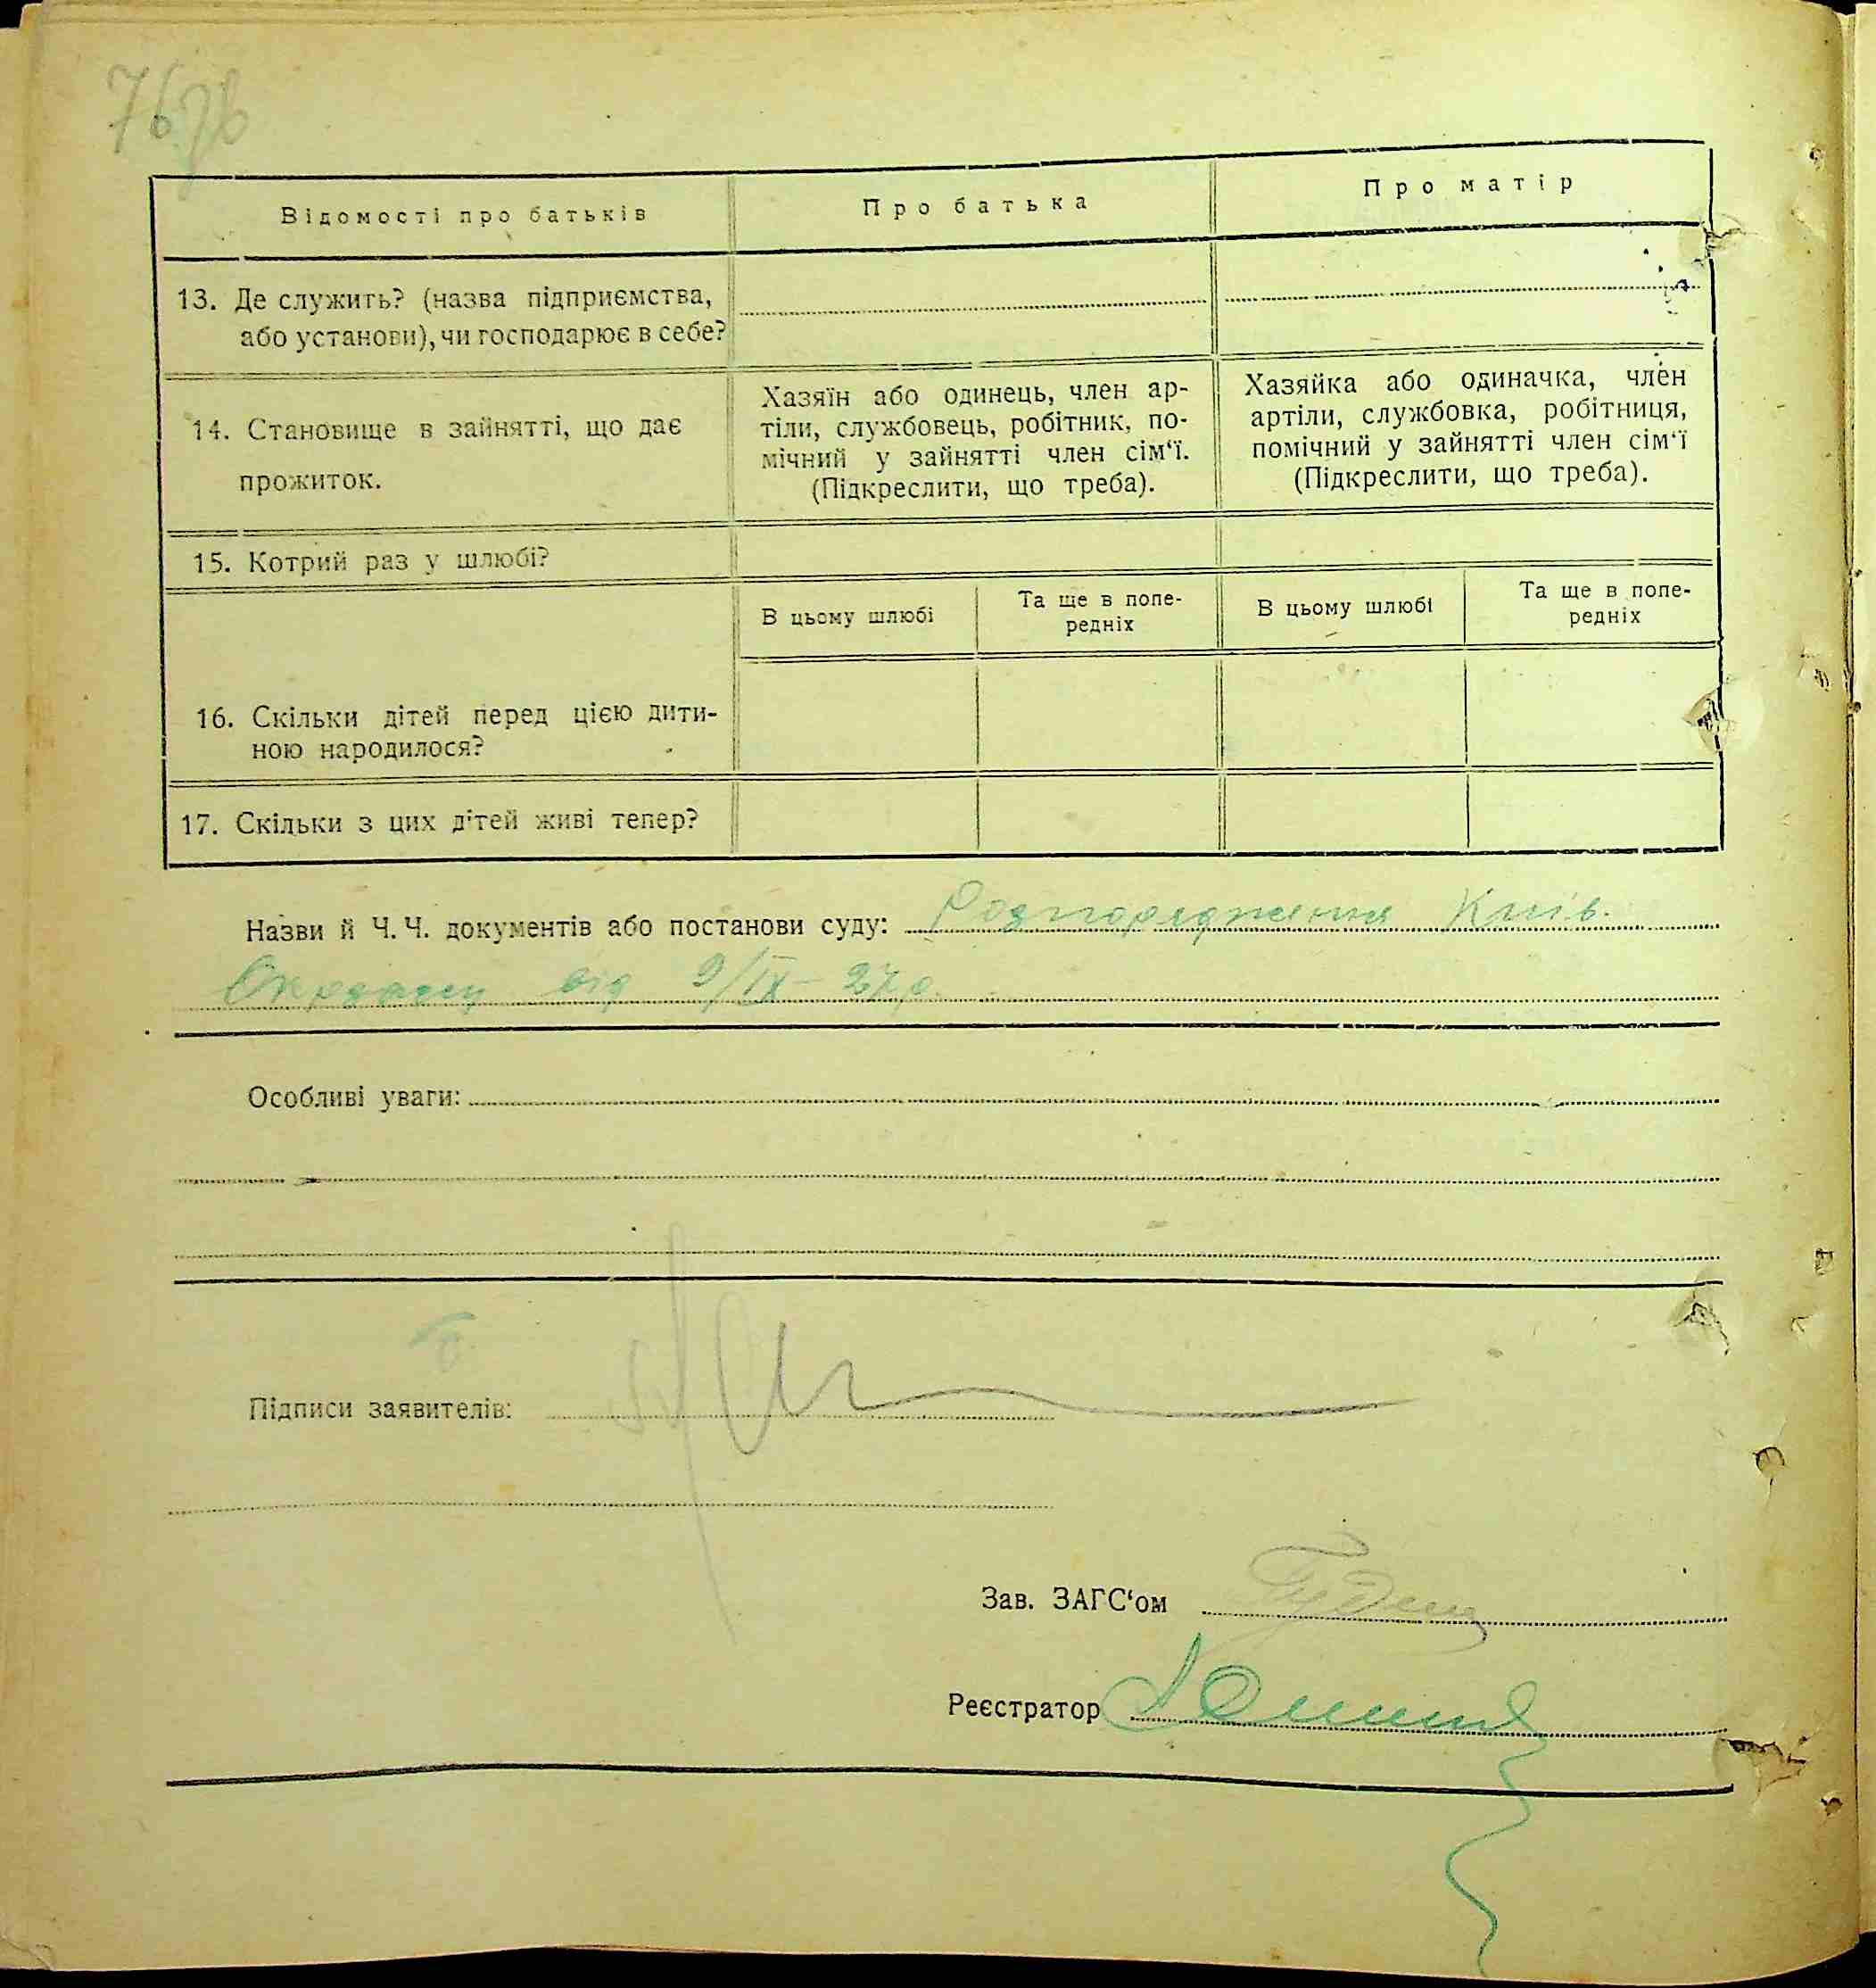 76зв
Відомості про батьків
Про батька
Про матір
13. Де служить? (назва підприємства,
або установи), чи господарює в себе?
14. Становище в зайнятті, що дає
прожиток.
Хазяїн або одинець, член ар-
тіли, службовець, робітник, по-
мічний у зайнятті член сім‘ї.
(Підкреслити, що треба).
Хазяйка або одиначка, член
артіли, службовка, робітниця,
помічний у зайнятті член сім‘ї
(Підкреслити, що треба).
15. Котрий раз у шлюбі?
В цьому шлюбі
Та ще в попе-
редніх
В цьому шлюбі
Та ще в попе-
редніх
16. Скільки дітей перед цією дити-
ною народилося?
17. Скільки з цих дітей живі тепер?
Назви й Ч. Ч. документів або постанови суду: Розпорядження Київ.
від 9/IX – 27 р.
Особливі уваги:
Підписи заявителів:
Зав. ЗАГС‘ом
Реєстратор